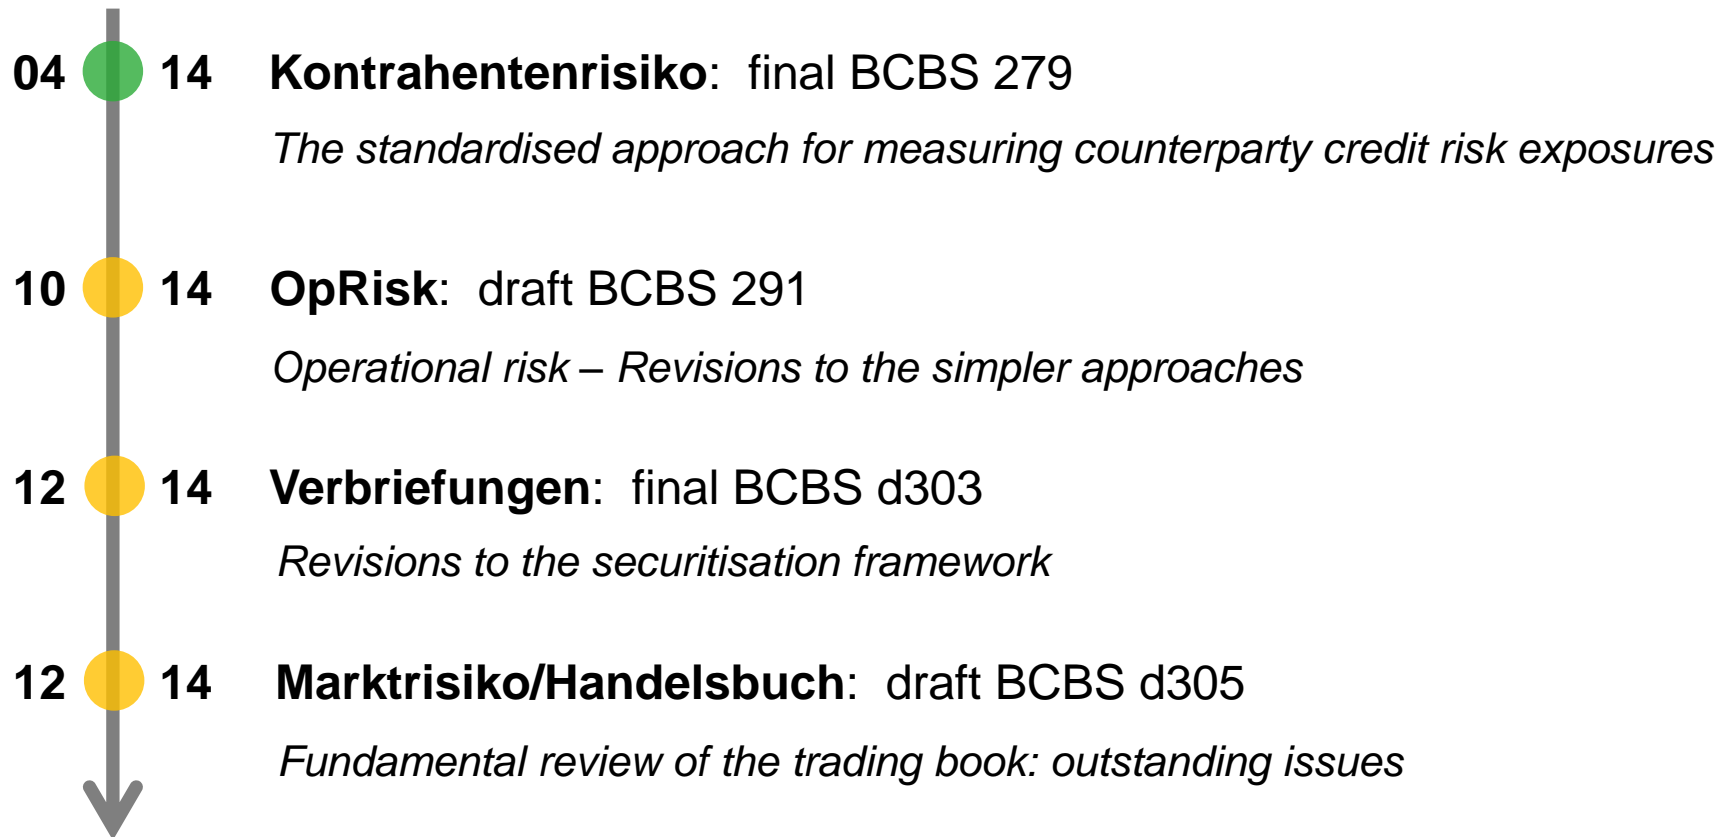 04 14 Kontrahentenrisiko: final BCBS 279
The standardised approach for measuring counterparty credit risk exposures
10 14 OpRisk: draft BCBS 291
Operational risk – Revisions to the simpler approaches
12 14 Verbriefungen: final BCBS d303
Revisions to the securitisation framework
12 14 Marktrisiko/Handelsbuch: draft BCBS d305
Fundamental review of the trading book: outstanding issues